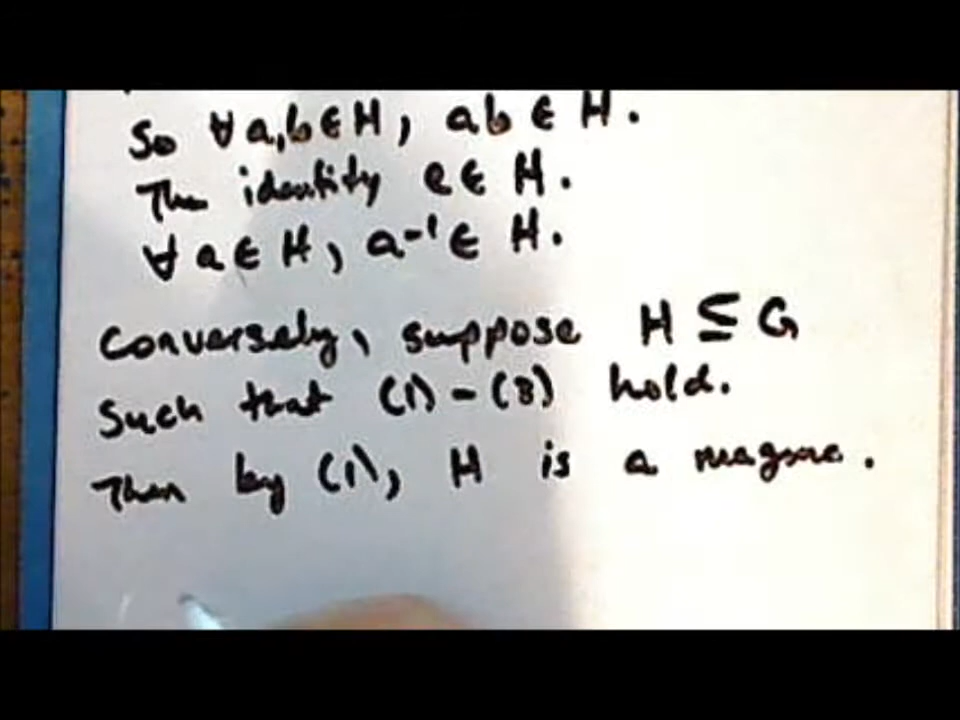 So ∀ a,b ∈ H, ab ∈ H.
The identity e ∈ H.
∀ a ∈ H, a⁻¹ ∈ H.
Conversely, suppose H ⊆ G
such that (1) - (3) hold.
Then by (1), H is a magma.